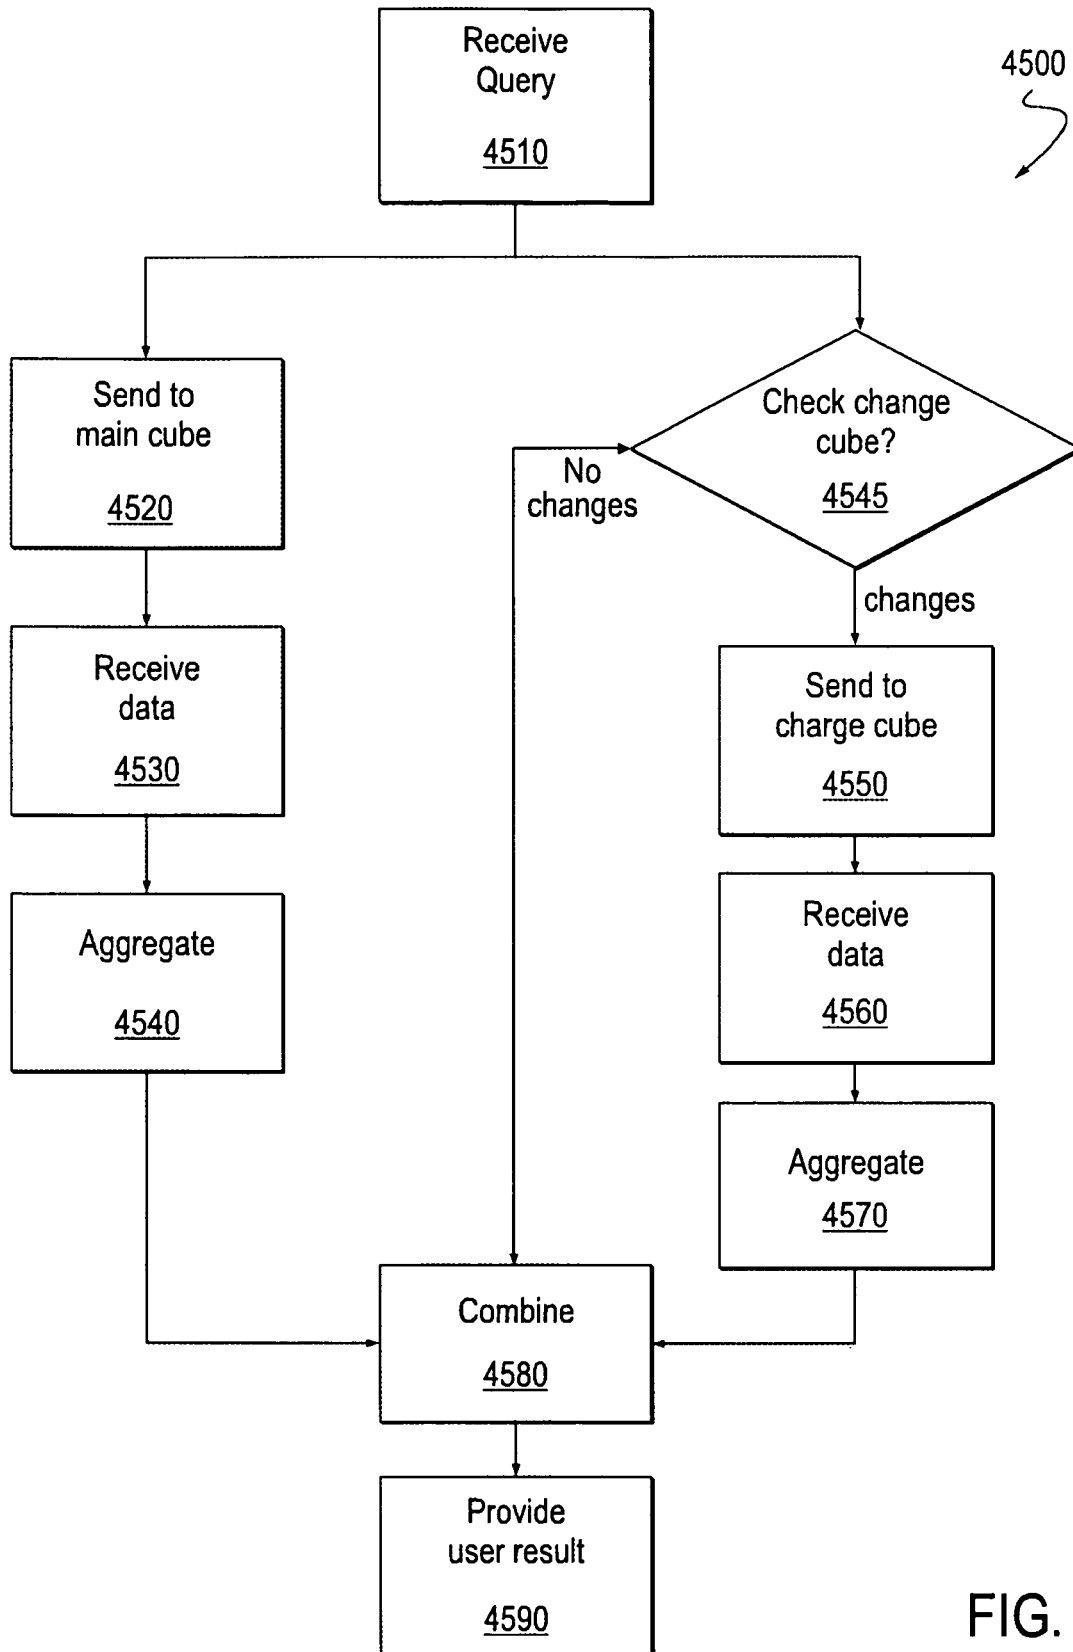 Receive
Query
4510
4500
Send to
main cube
4520
Check change
cube?
4545
No
changes
changes
Receive
data
4530
Send to
charge cube
4550
Aggregate
4540
Receive
data
4560
Aggregate
4570
Combine
4580
Provide
user result
4590
FIG.